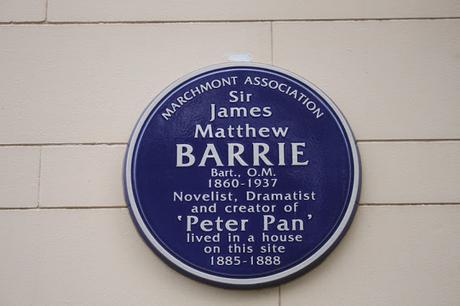 MARCHMONT ASSOCIATION
Sir
James
Matthew
BARRIE
Bart., O.M.
1860-1937
Novelist, Dramatist
and creator of
'Peter Pan'
lived in a house
on this site
1885-1888